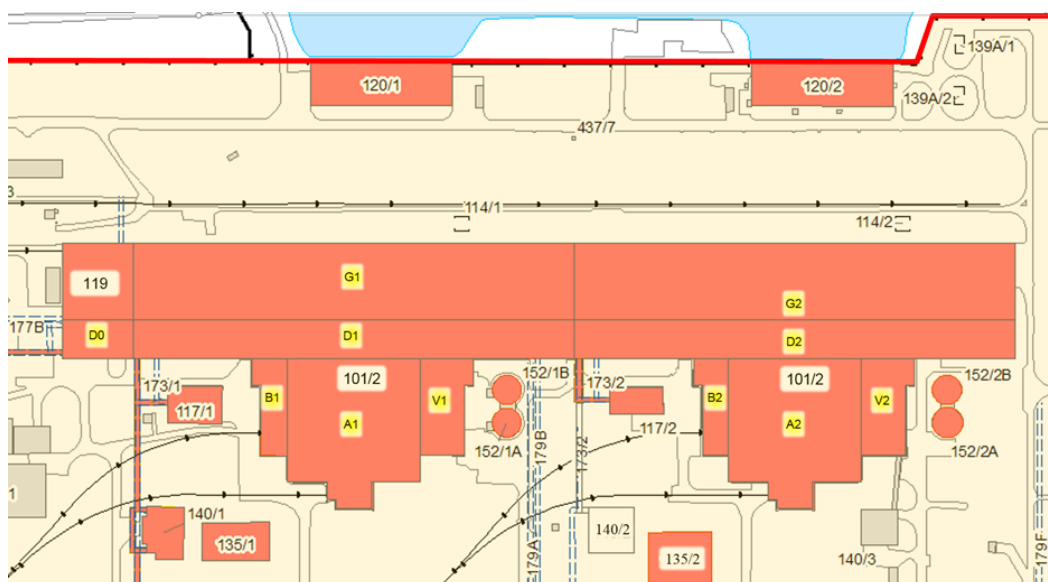 139A/1
120/1
120/2
139A/2
437/7
3
114/1
114/2
119
G1
G2
177B
D0
D1
D2
173/1
117/1
B1
101/2
V1
152/1B
173/2
B2
101/2
V2
152/2B
A1
A2
152/1A
179B
173/2
117/2
152/2A
1
140/1
135/1
179A
140/2
135/2
140/3
179F